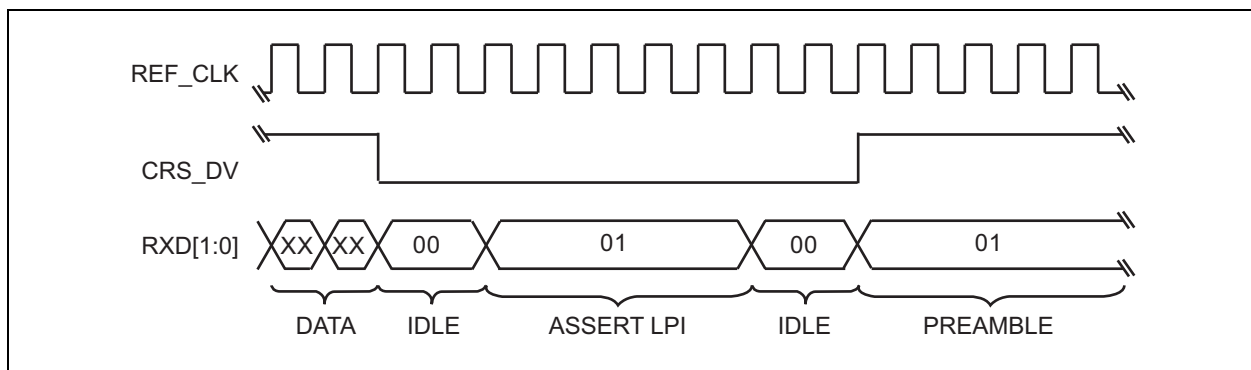 REF_CLK
CRS_DV
RXD[1:0] XX XX 00 01 00 01
DATA IDLE ASSERT LPI IDLE PREAMBLE